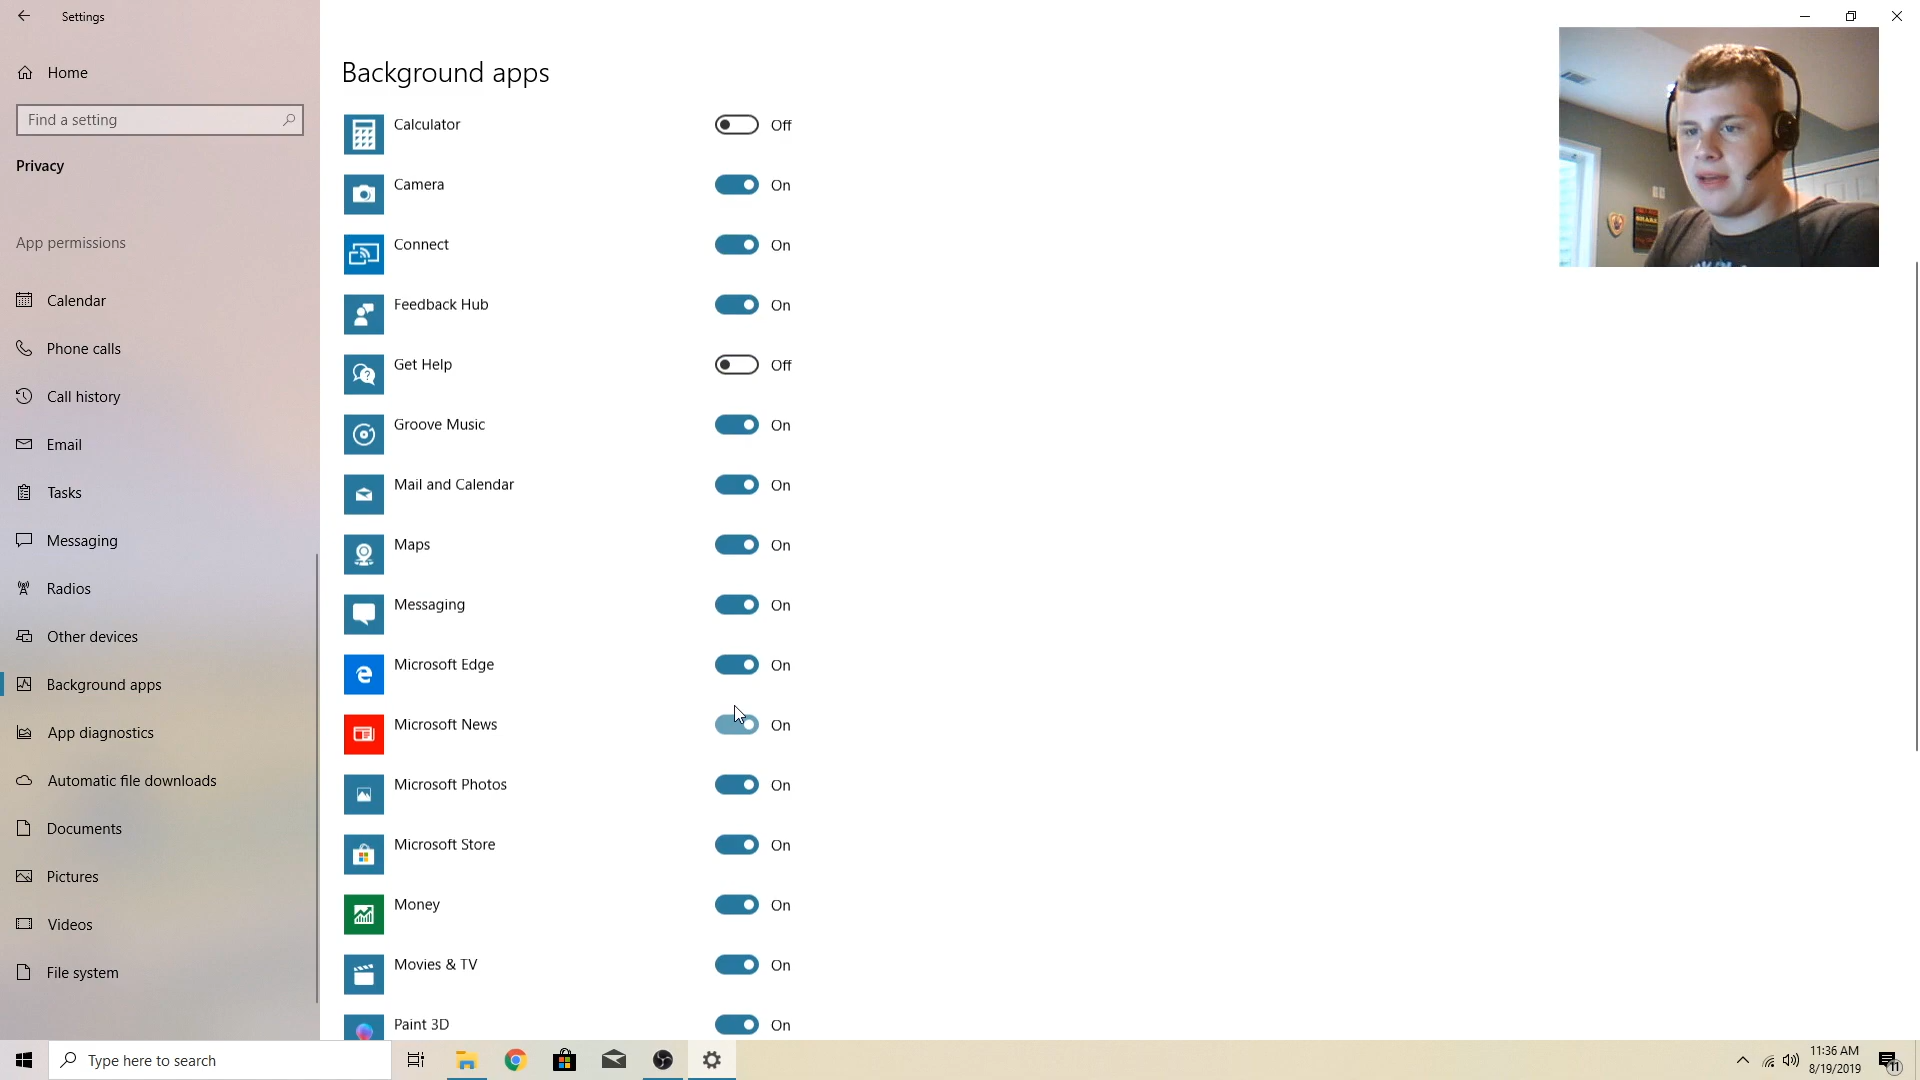 Settings
Home
Find a setting
Privacy
App permissions
Calendar
Phone calls
Call history
Email
Tasks
Messaging
Radios
Other devices
Background apps
App diagnostics
Automatic file downloads
Documents
Pictures
Videos
File system
Background apps
Calculator Off
Camera On
Connect On
Feedback Hub On
Get Help Off
Groove Music On
Mail and Calendar On
Maps On
Messaging On
Microsoft Edge On
Microsoft News On
Microsoft Photos On
Microsoft Store On
Money On
Movies & TV On
Paint 3D On
Type here to search
11:36 AM
8/19/2019
11